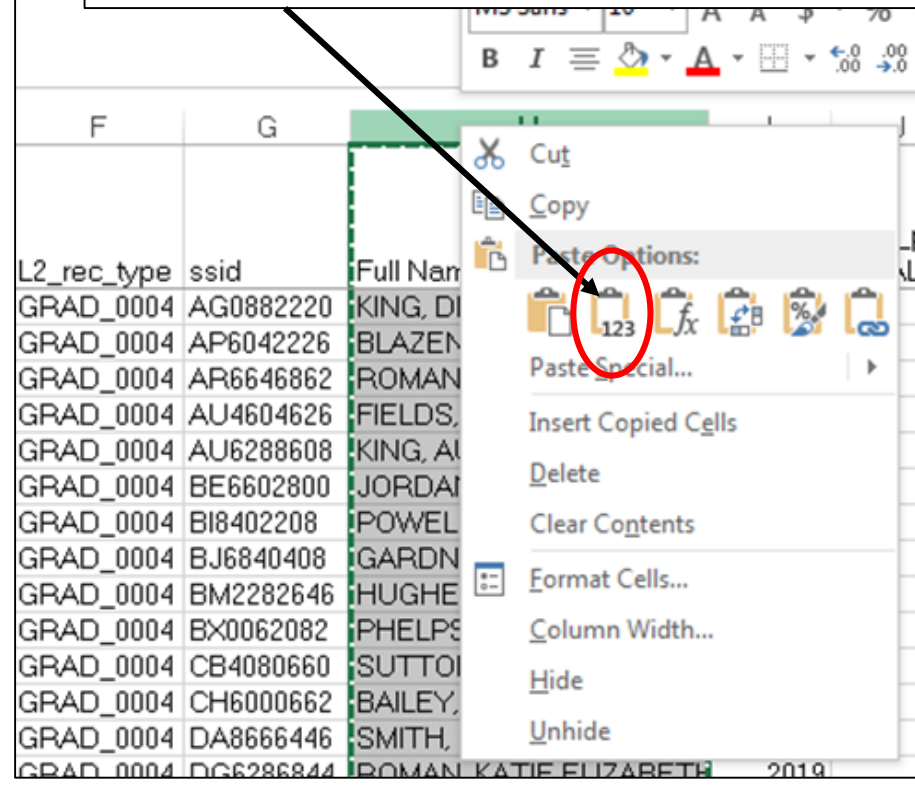 B I A .00 .00
F G
Cut
Copy
Paste Options:
L2_rec_type ssid Full Nam
GRAD_0004 AG0882220 KING, DI
123 fx %
GRAD_0004 AP6042226 BLAZEN
GRAD_0004 AR6646862 ROMAN
Paste Special...
GRAD_0004 AU4604626 FIELDS,
Insert Copied Cells
GRAD_0004 AU6288608 KING, AU
GRAD_0004 BE6602800 JORDAN
Delete
GRAD_0004 BI8402208 POWEL
Clear Contents
GRAD_0004 BJ6840408 GARDN
Format Cells...
GRAD_0004 BM2282646 HUGHE
GRAD_0004 BX0062082 PHELPS
Column Width...
GRAD_0004 CB4080660 SUTTO
Hide
GRAD_0004 CH6000662 BAILEY,
GRAD_0004 DA8666446 SMITH,
Unhide
GRAD_0004 DG6286844 ROMAN, KATIE ELIZABETH 2019